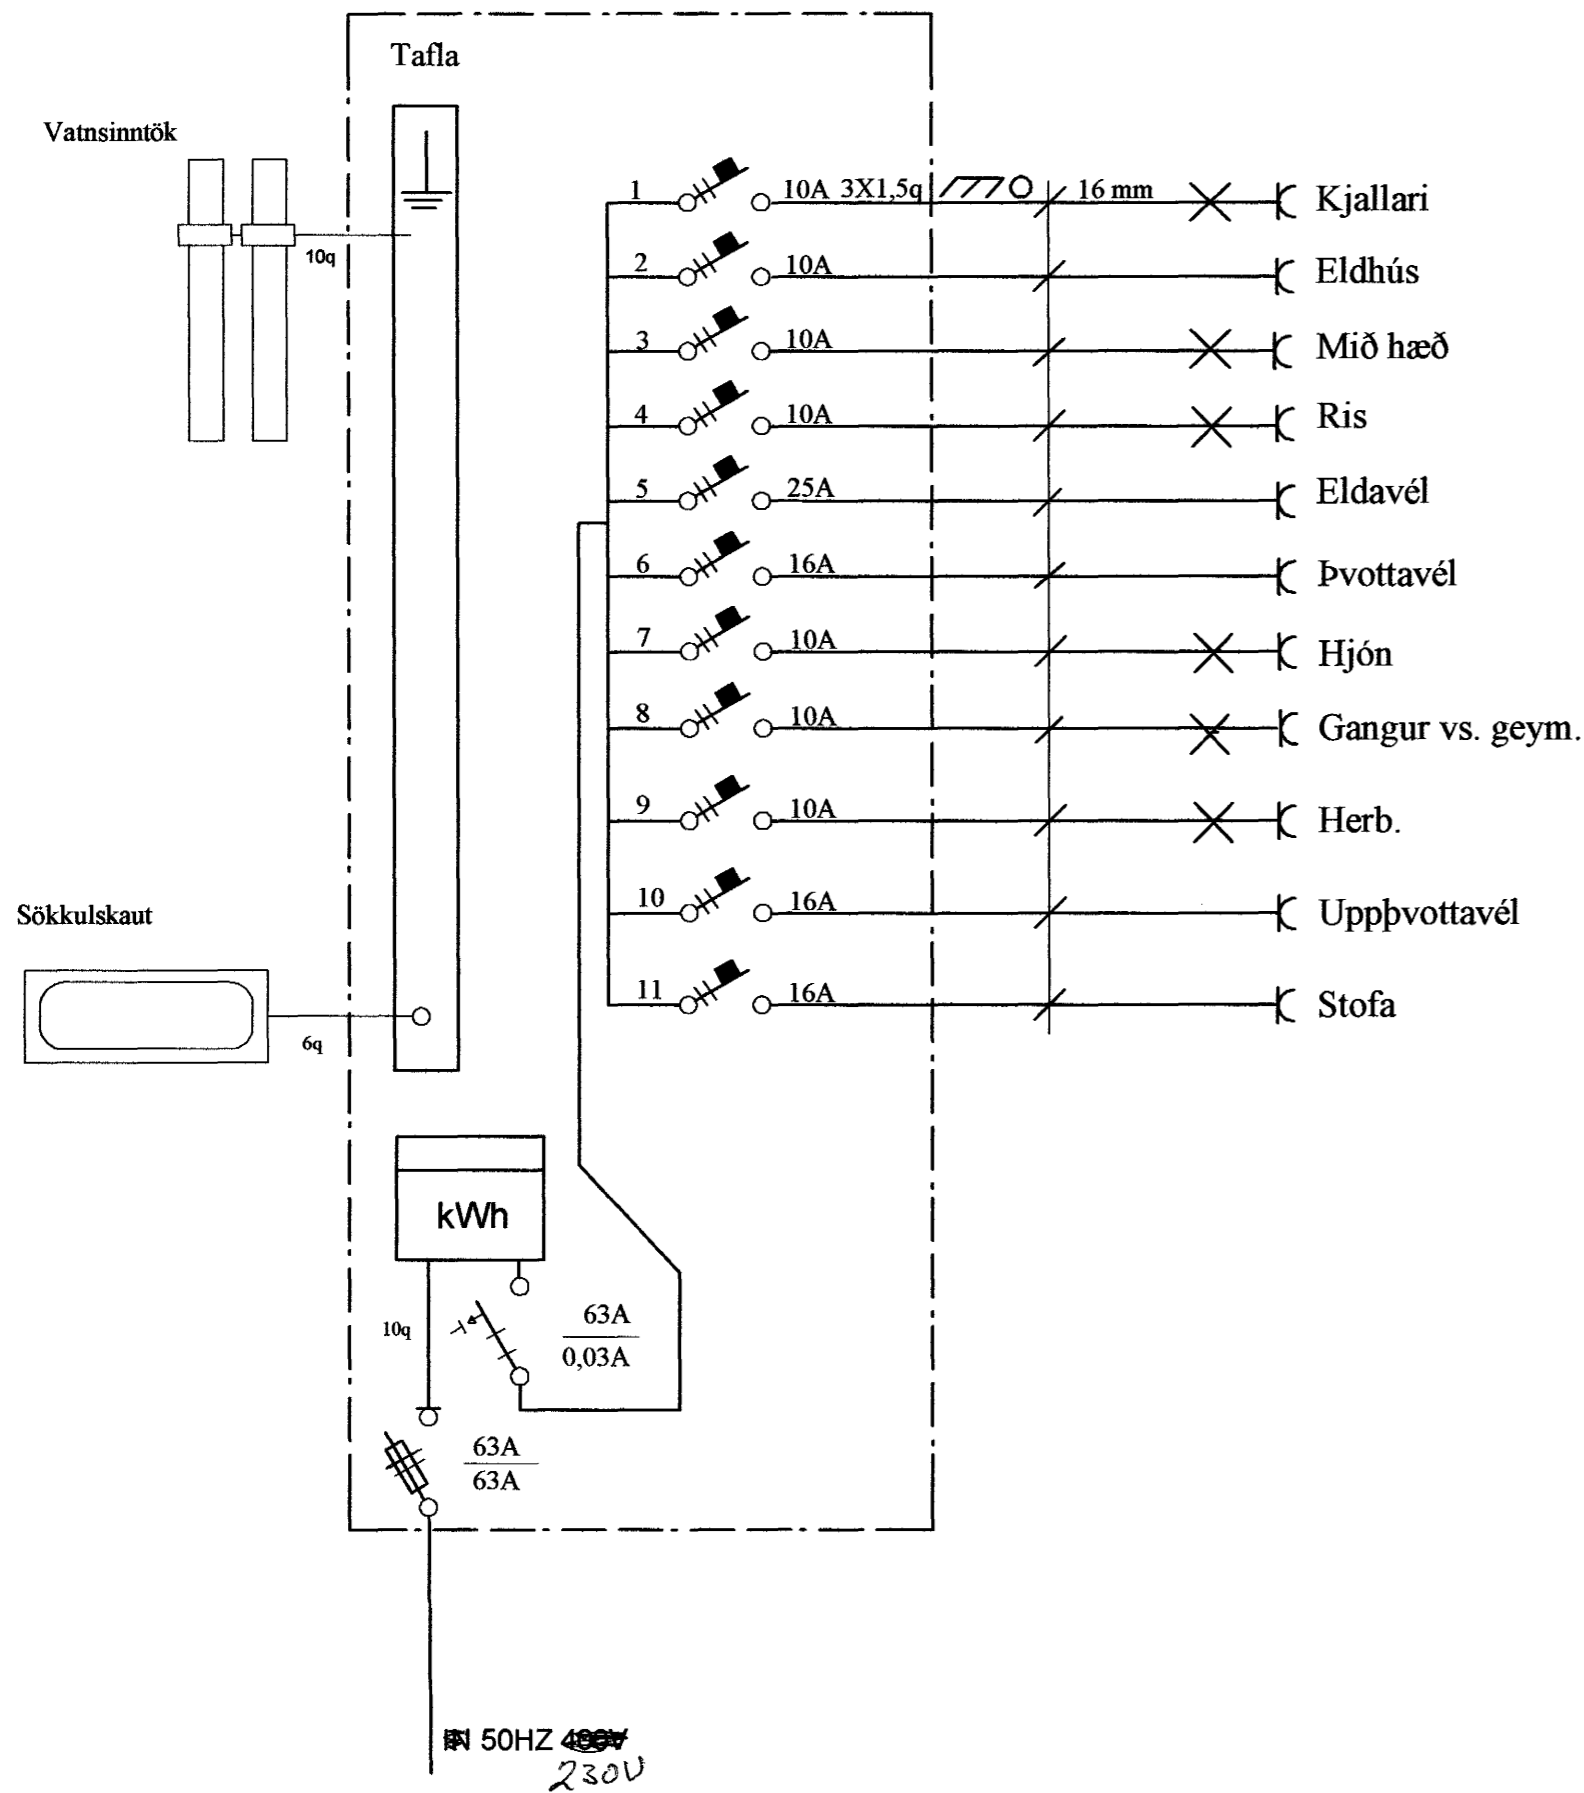 Tafla
Vatnsinntök
10q
1 10A 3X1,5q 16 mm Kjallari
2 10A Eldhús
3 10A Mið hæð
4 10A Ris
5 25A Eldavél
6 16A Þvottavél
7 10A Hjón
8 10A Gangur vs. geym.
9 10A Herb.
10 16A Uppþvottavél
11 16A Stofa
Sökkulskaut
6q
kWh
10q
63A
0,03A
63A
63A
50HZ
230V